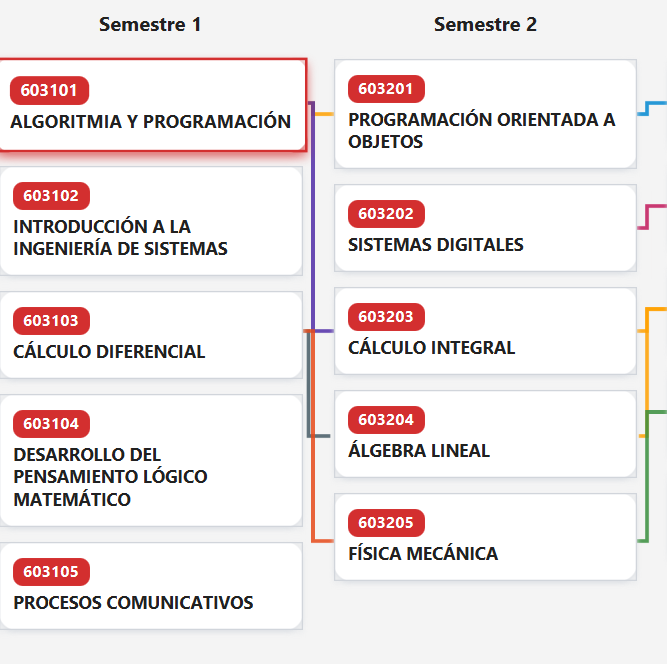 Semestre 1
603101
ALGORITMIA Y PROGRAMACIÓN
603102
INTRODUCCIÓN A LA
INGENIERÍA DE SISTEMAS
603103
CÁLCULO DIFERENCIAL
603104
DESARROLLO DEL
PENSAMIENTO LÓGICO
MATEMÁTICO
603105
PROCESOS COMUNICATIVOS
Semestre 2
603201
PROGRAMACIÓN ORIENTADA A
OBJETOS
603202
SISTEMAS DIGITALES
603203
CÁLCULO INTEGRAL
603204
ÁLGEBRA LINEAL
603205
FÍSICA MECÁNICA